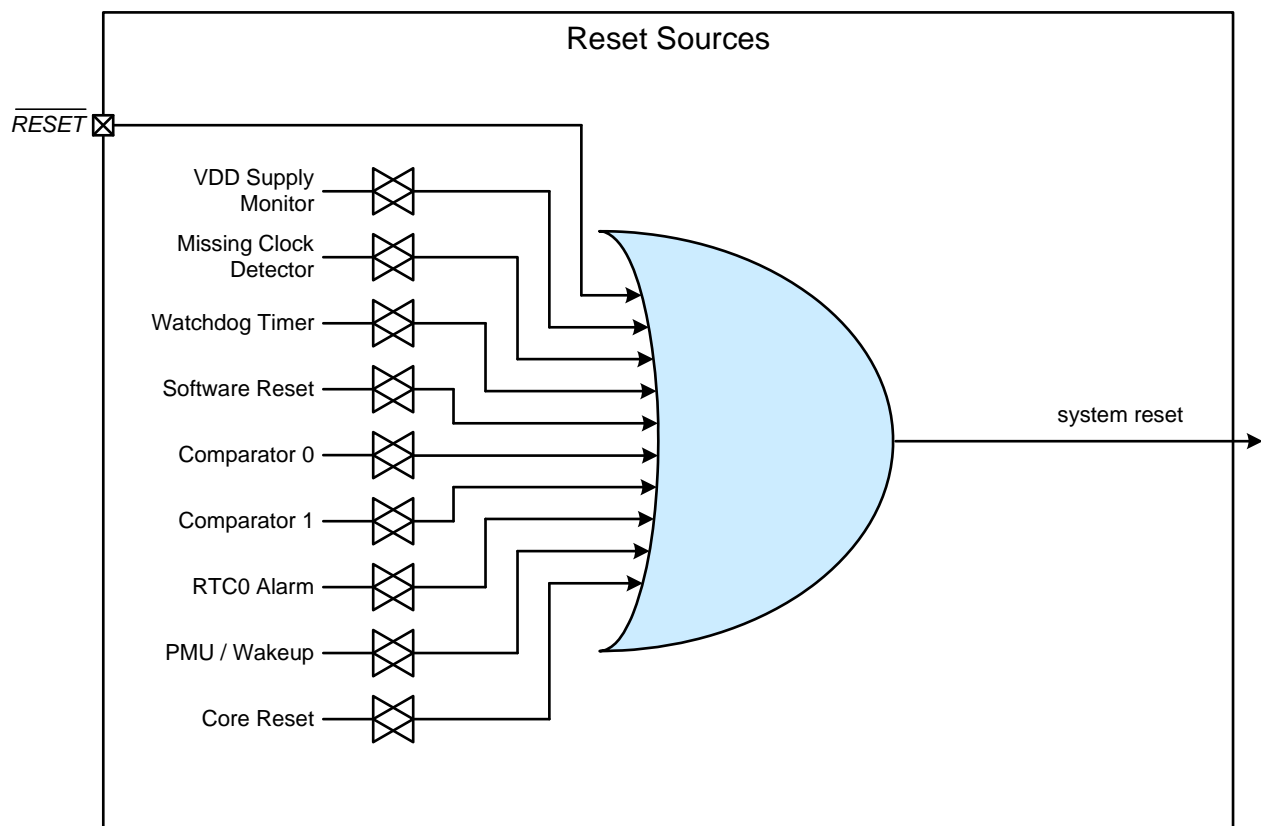 Reset Sources
RESET
VDD Supply
Monitor
Missing Clock
Detector
Watchdog Timer
Software Reset
Comparator 0
Comparator 1
RTC0 Alarm
PMU / Wakeup
Core Reset
system reset